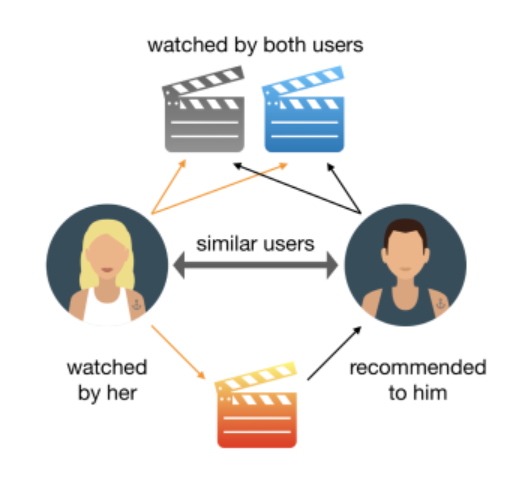 watched by both users
similar users
watched
by her
recommended
to him